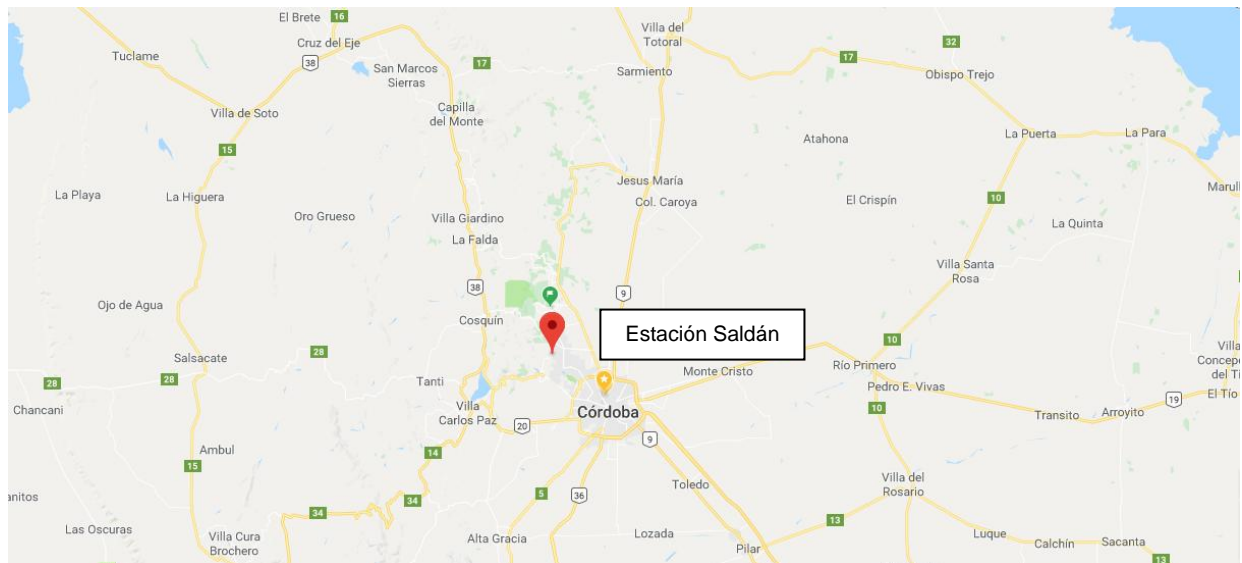 El Brete
16
Villa del
Totoral
Cruz del Eje
32
Tuclame
38
San Marcos
Sierras
17
Sarmiento
17
Obispo Trejo
Capilla
del Monte
Villa de Soto
La Puerta
La Para
Atahona
15
Jesus María
Marull
La Playa
La Higuera
Col. Caroya
El Crispín
10
Oro Grueso
Villa Giardino
La Quinta
La Falda
Villa Santa
Rosa
38
9
10
Ojo de Agua
Cosquín
Estación Saldán
10
28
Salsacate
28
28
Tanti
Monte Cristo
Río Primero
Pedro E. Vivas
El Tío
19
Chancani
Villa
Carlos Paz
Córdoba
10
Transito
Arroyito
20
9
Ambul
14
15
Villa del
Rosario
5
36
Toledo
34
34
13
Las Oscuras
Villa Cura
Brochero
Alta Gracia
Lozada
Pilar
Luque
Calchín
Sacanta
13